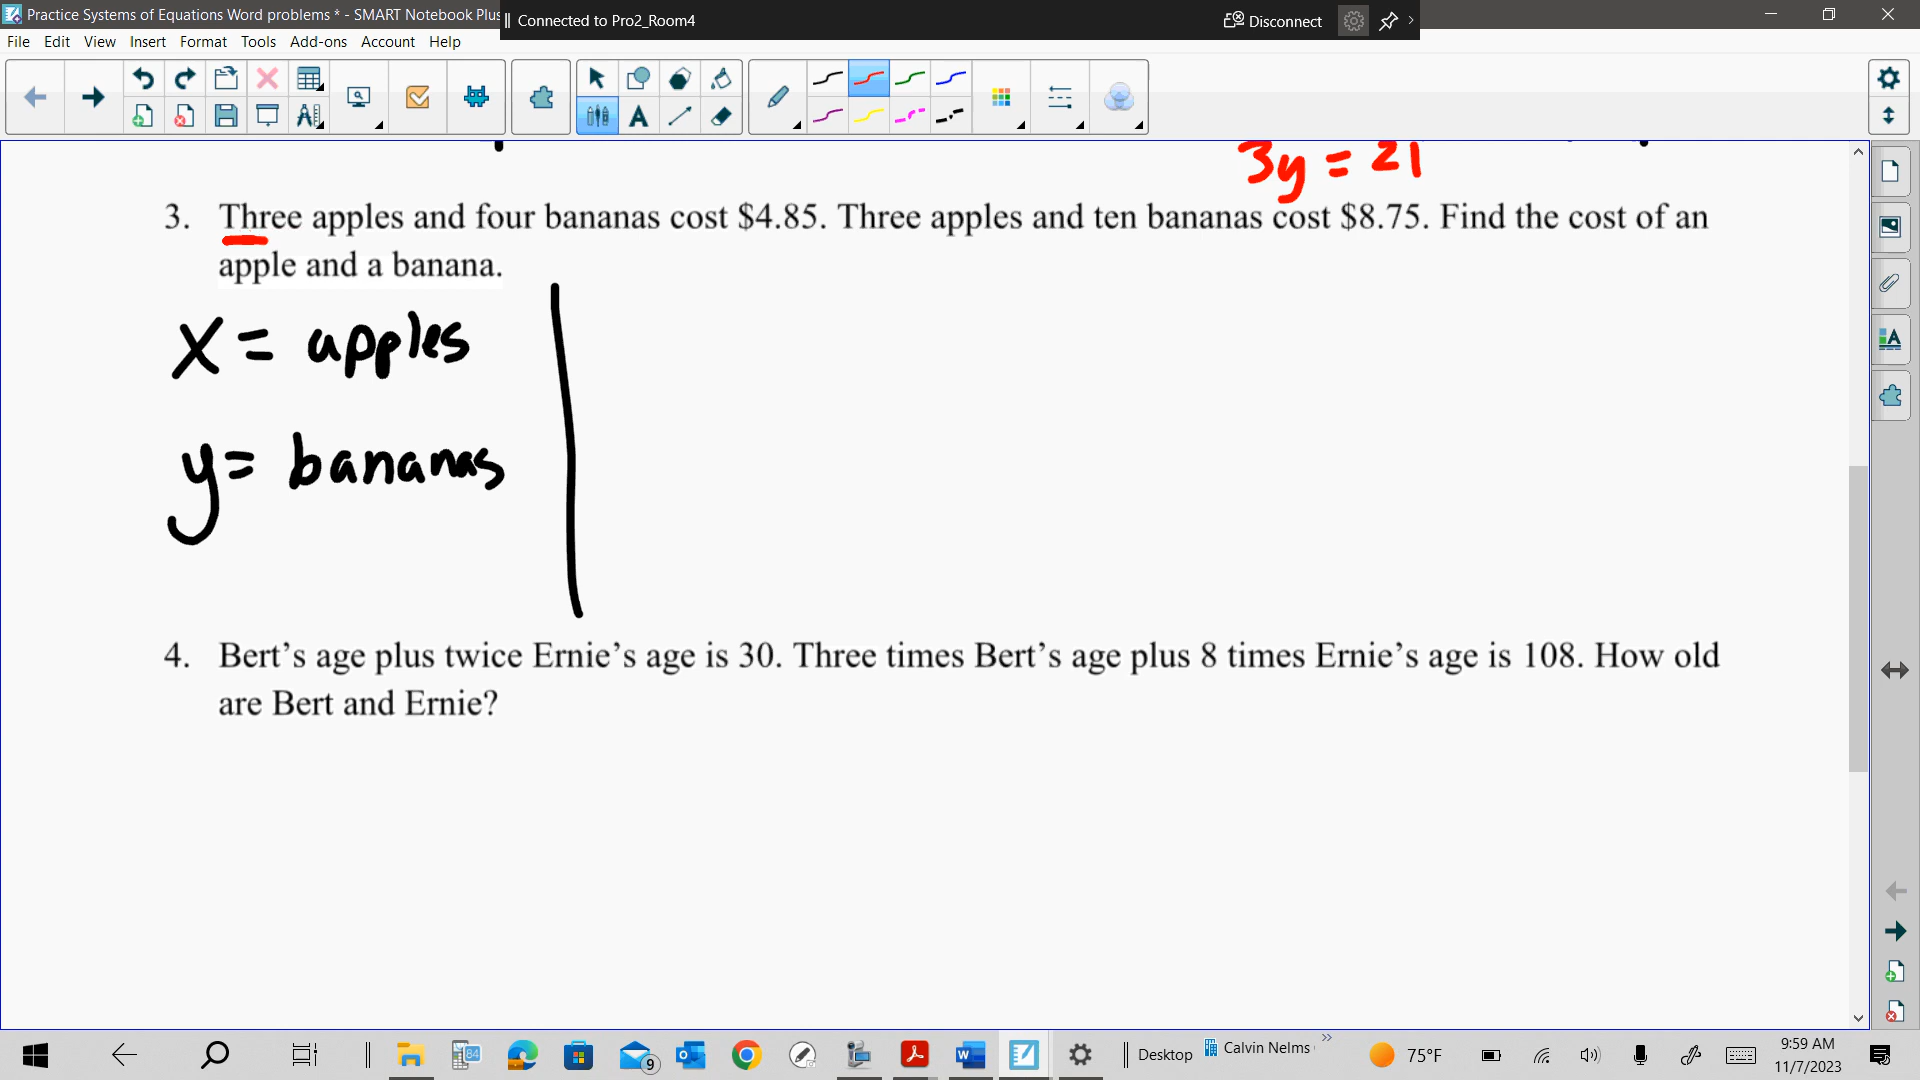 Practice Systems of Equations Word problems * - SMART Notebook Plus
Connected to Pro2_Room4
Disconnect
File Edit View Insert Format Tools Add-ons Account Help
3y = 21
3. Three apples and four bananas cost $4.85. Three apples and ten bananas cost $8.75. Find the cost of an
apple and a banana.
x = apples
y = bananas
4. Bert’s age plus twice Ernie’s age is 30. Three times Bert’s age plus 8 times Ernie’s age is 108. How old
are Bert and Ernie?
84
9
Desktop
Calvin Nelms
75°F
9:59 AM
11/7/2023